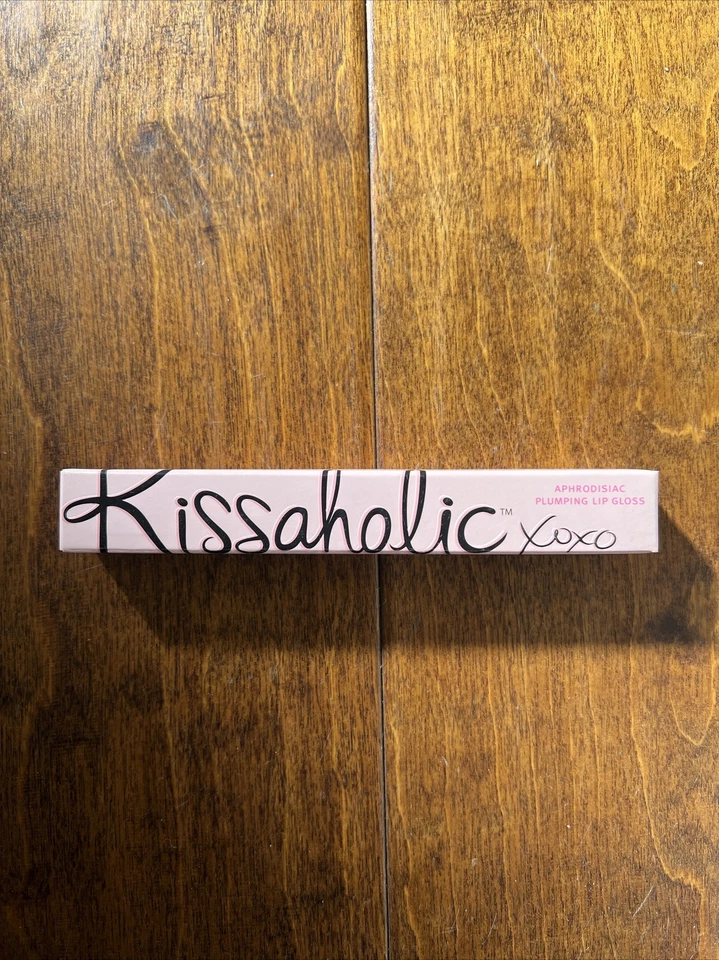 Kissaholic™
APHRODISIAC
PLUMPING LIP GLOSS
xoxo